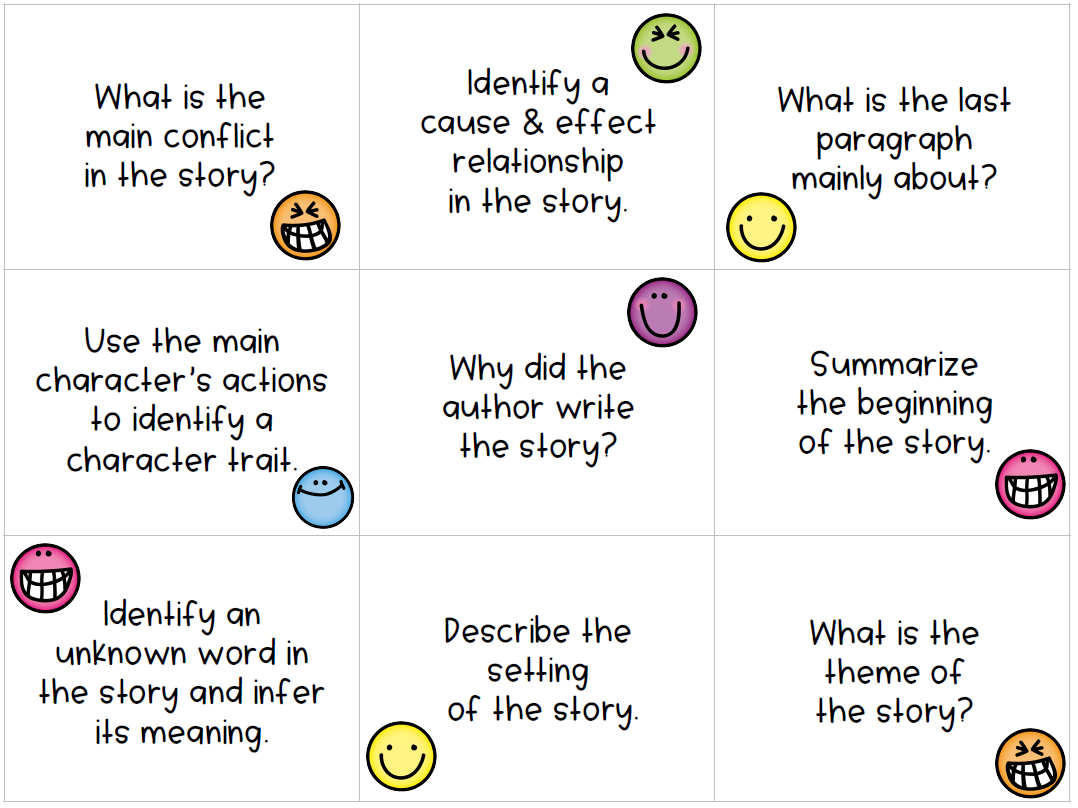 What is the
main conflict
in the story?
Identify a
cause & effect
relationship
in the story.
What is the last
paragraph
mainly about?
Use the main
character's actions
to identify a
character trait.
Why did the
author write
the story?
Summarize
the beginning
of the story.
Identify an
unknown word in
the story and infer
its meaning.
Describe the
setting
of the story.
What is the
theme of
the story?